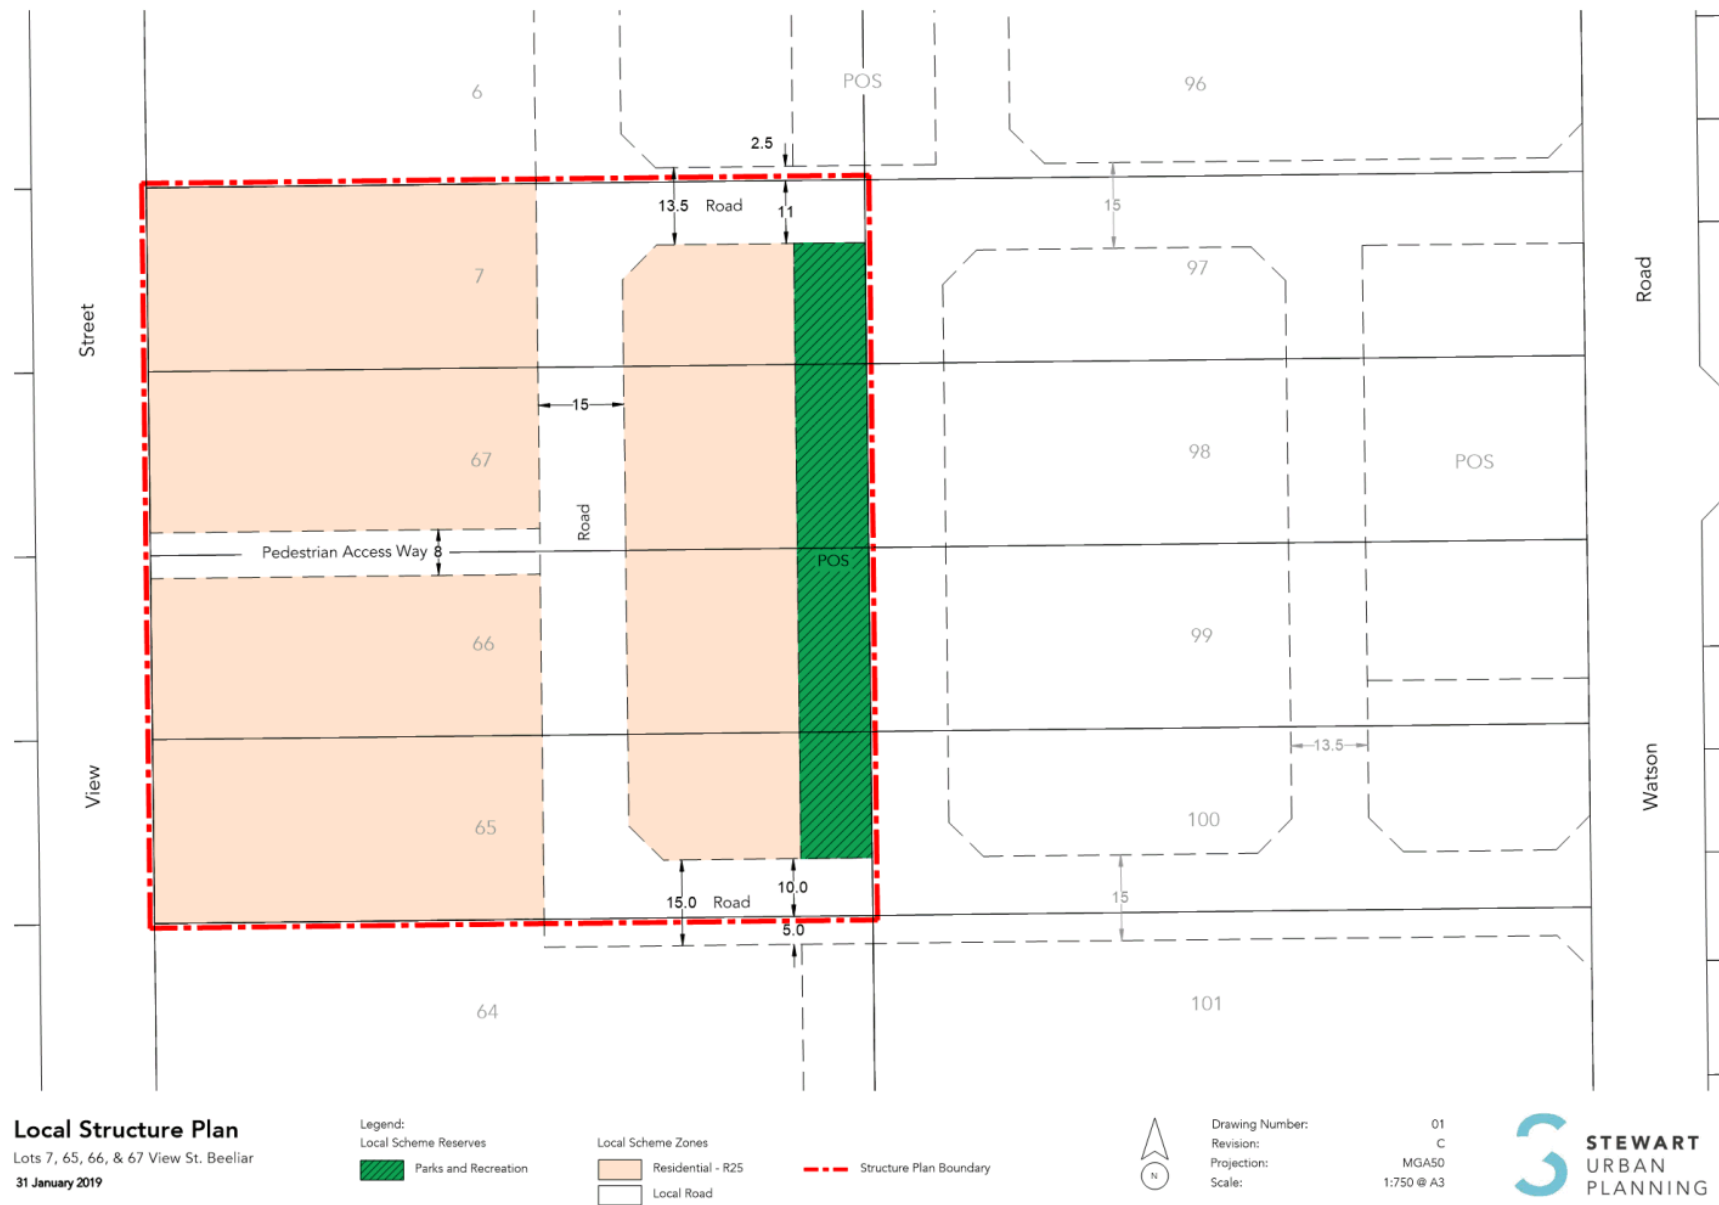 6
POS
96
2.5
13.5
Road
11
15
7
97
Street
Road
15
67
98
POS
Road
Pedestrian Access Way
8
POS
66
99
13.5
View
Watson
65
100
10.0
15.0
Road
15
5.0
64
101
Local Structure Plan
Lots 7, 65, 66, & 67 View St. Beeliar
31 January 2019
Legend:
Local Scheme Reserves
Parks and Recreation
Local Scheme Zones
Residential - R25
Local Road
Structure Plan Boundary
N
Drawing Number: 01
Revision: C
Projection: MGA50
Scale: 1:750 @ A3
STEWART
URBAN
PLANNING